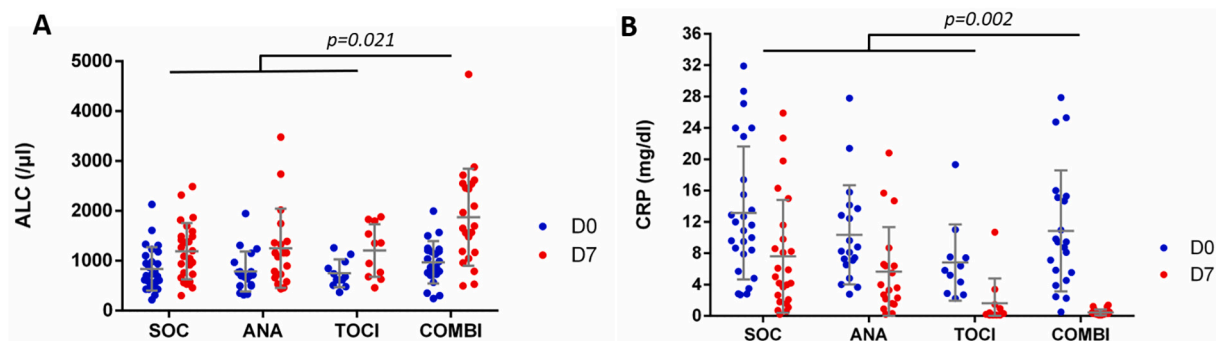 A
p=0.021
ALC (/µl)
5000
4000
3000
2000
1000
0
SOC ANA TOCI COMBI
D0
D7
B
p=0.002
CRP (mg/dl)
36
32
28
24
20
16
12
8
4
0
SOC ANA TOCI COMBI
D0
D7